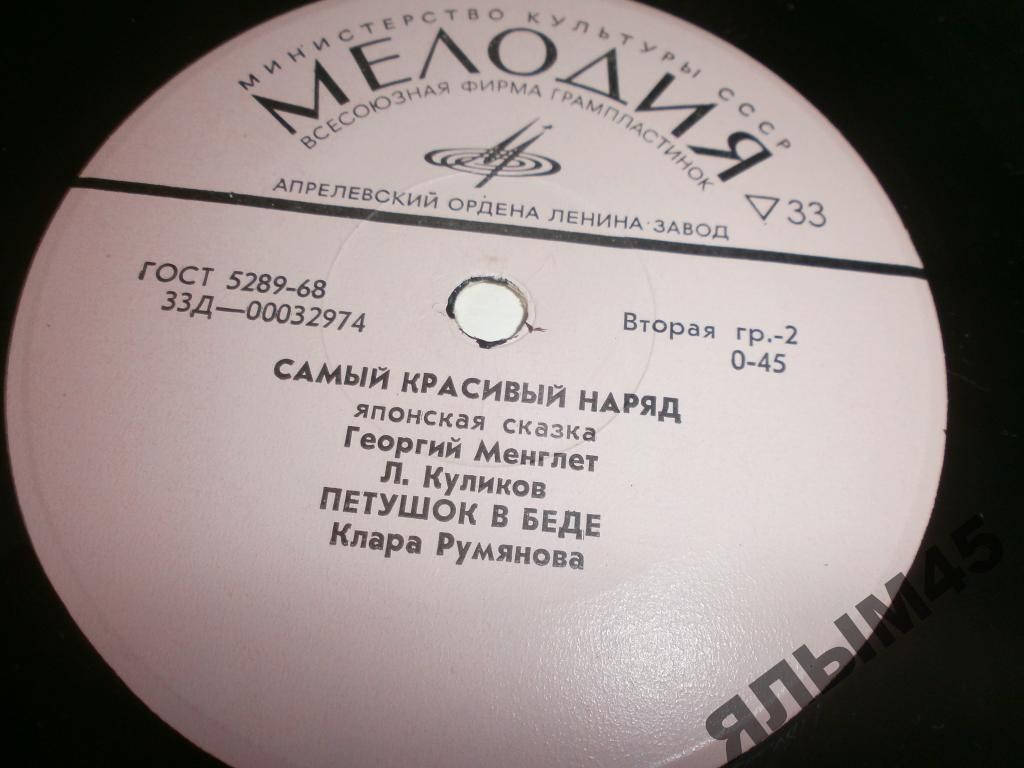 МИНИСТЕРСТВО КУЛЬТУРЫ СССР
МЕЛОДИЯ
ВСЕСОЮЗНАЯ ФИРМА ГРАМПЛАСТИНОК
АПРЕЛЕВСКИЙ ОРДЕНА ЛЕНИНА ЗАВОД
33
ГОСТ 5289-68
33Д—00032974
Вторая гр.-2
0-45
САМЫЙ КРАСИВЫЙ НАРЯД
японская сказка
Георгий Менглет
Л. Куликов
ПЕТУШОК В БЕДЕ
Клара Румянова
ЯЛЫМ45